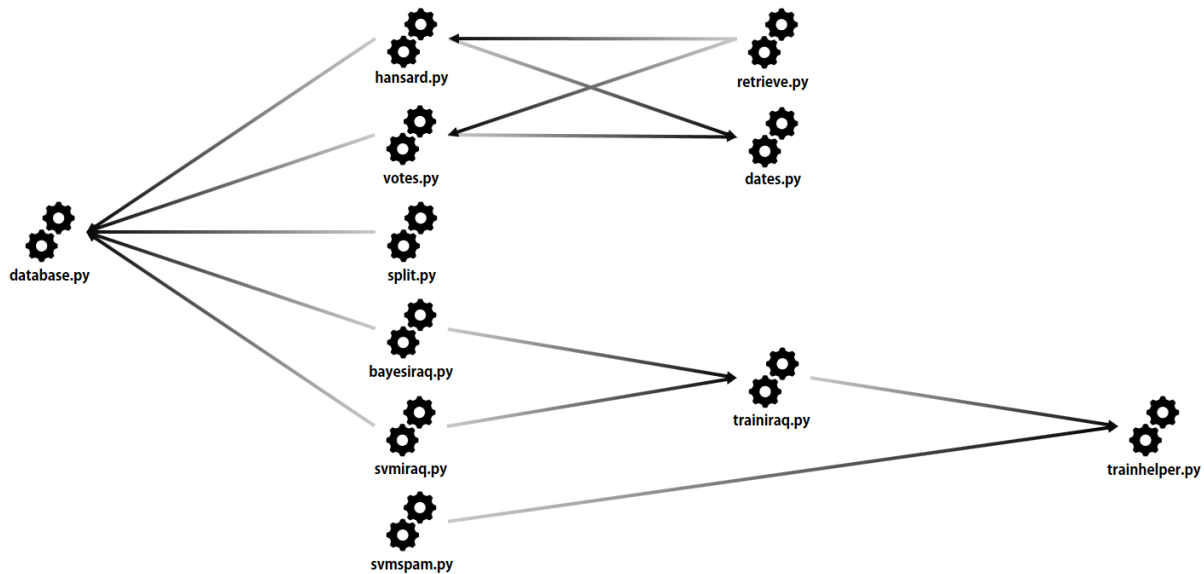 hansard.py
retrieve.py
votes.py
dates.py
database.py
split.py
bayesiraq.py
trainiraq.py
svmiraq.py
trainhelper.py
svmspam.py